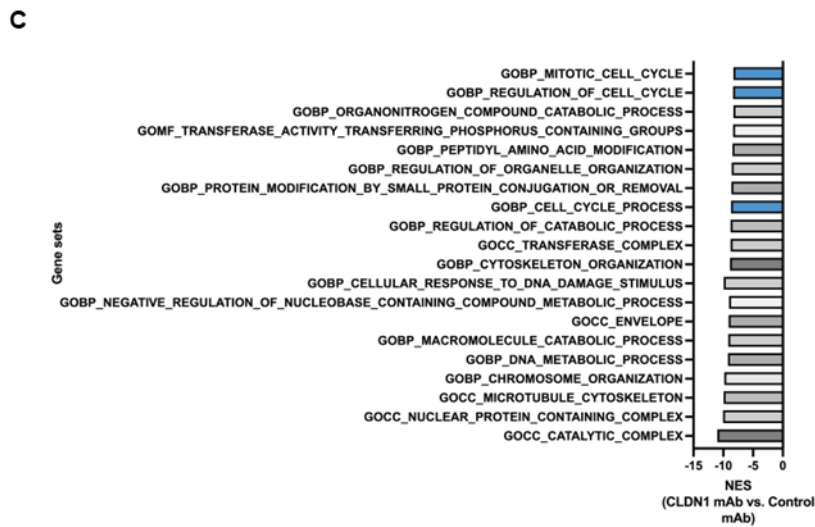 C
GOBP_MITOTIC_CELL_CYCLE
GOBP_REGULATION_OF_CELL_CYCLE
GOBP_ORGANONITROGEN_COMPOUND_CATABOLIC_PROCESS
GOMF_TRANSFERASE_ACTIVITY_TRANSFERRING_PHOSPHORUS_CONTAINING_GROUPS
GOBP_PEPTIDYL_AMINO_ACID_MODIFICATION
GOBP_REGULATION_OF_ORGANELLE_ORGANIZATION
GOBP_PROTEIN_MODIFICATION_BY_SMALL_PROTEIN_CONJUGATION_OR_REMOVAL
GOBP_CELL_CYCLE_PROCESS
GOBP_REGULATION_OF_CATABOLIC_PROCESS
GOCC_TRANSFERASE_COMPLEX
GOBP_CYTOSKELETON_ORGANIZATION
GOBP_CELLULAR_RESPONSE_TO_DNA_DAMAGE_STIMULUS
GOBP_NEGATIVE_REGULATION_OF_NUCLEOBASE_CONTAINING_COMPOUND_METABOLIC_PROCESS
GOCC_ENVELOPE
GOBP_MACROMOLECULE_CATABOLIC_PROCESS
GOBP_DNA_METABOLIC_PROCESS
GOBP_CHROMOSOME_ORGANIZATION
GOCC_MICROTUBULE_CYTOSKELETON
GOCC_NUCLEAR_PROTEIN_CONTAINING_COMPLEX
GOCC_CATALYTIC_COMPLEX
Gene sets
-15 -10 -5 0
NES
(CLDN1 mAb vs. Control
mAb)